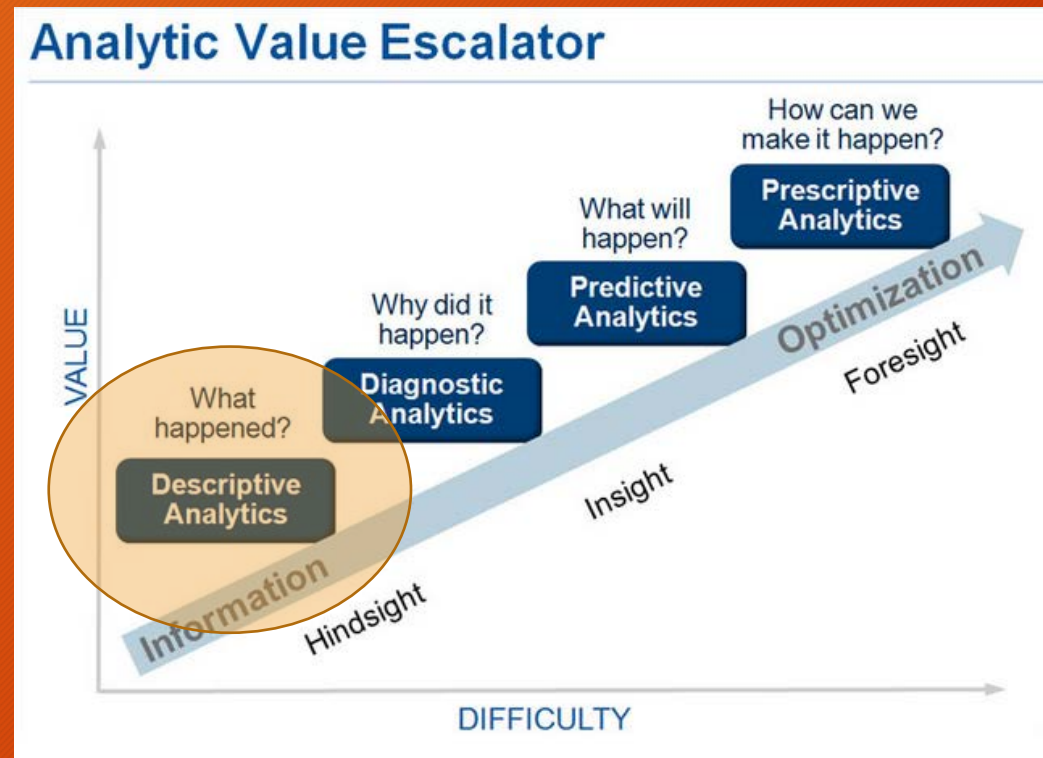 Analytic Value Escalator
How can we
make it happen?
Prescriptive
Analytics
What will
happen?
Predictive
Analytics
Why did it
happen?
Diagnostic
Analytics
What
happened?
Descriptive
Analytics
Information
Optimization
Hindsight
Insight
Foresight
VALUE
DIFFICULTY